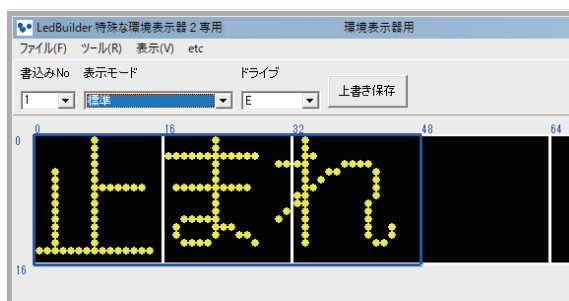 LedBuilder 特殊な環境表示器2専用 環境表示器用
ファイル(F) ツール(R) 表示(V) etc
書込みNo 表示モード ドライブ
1 標準 E 上書き保存
0 16 32 48 64
0
止まれ
16